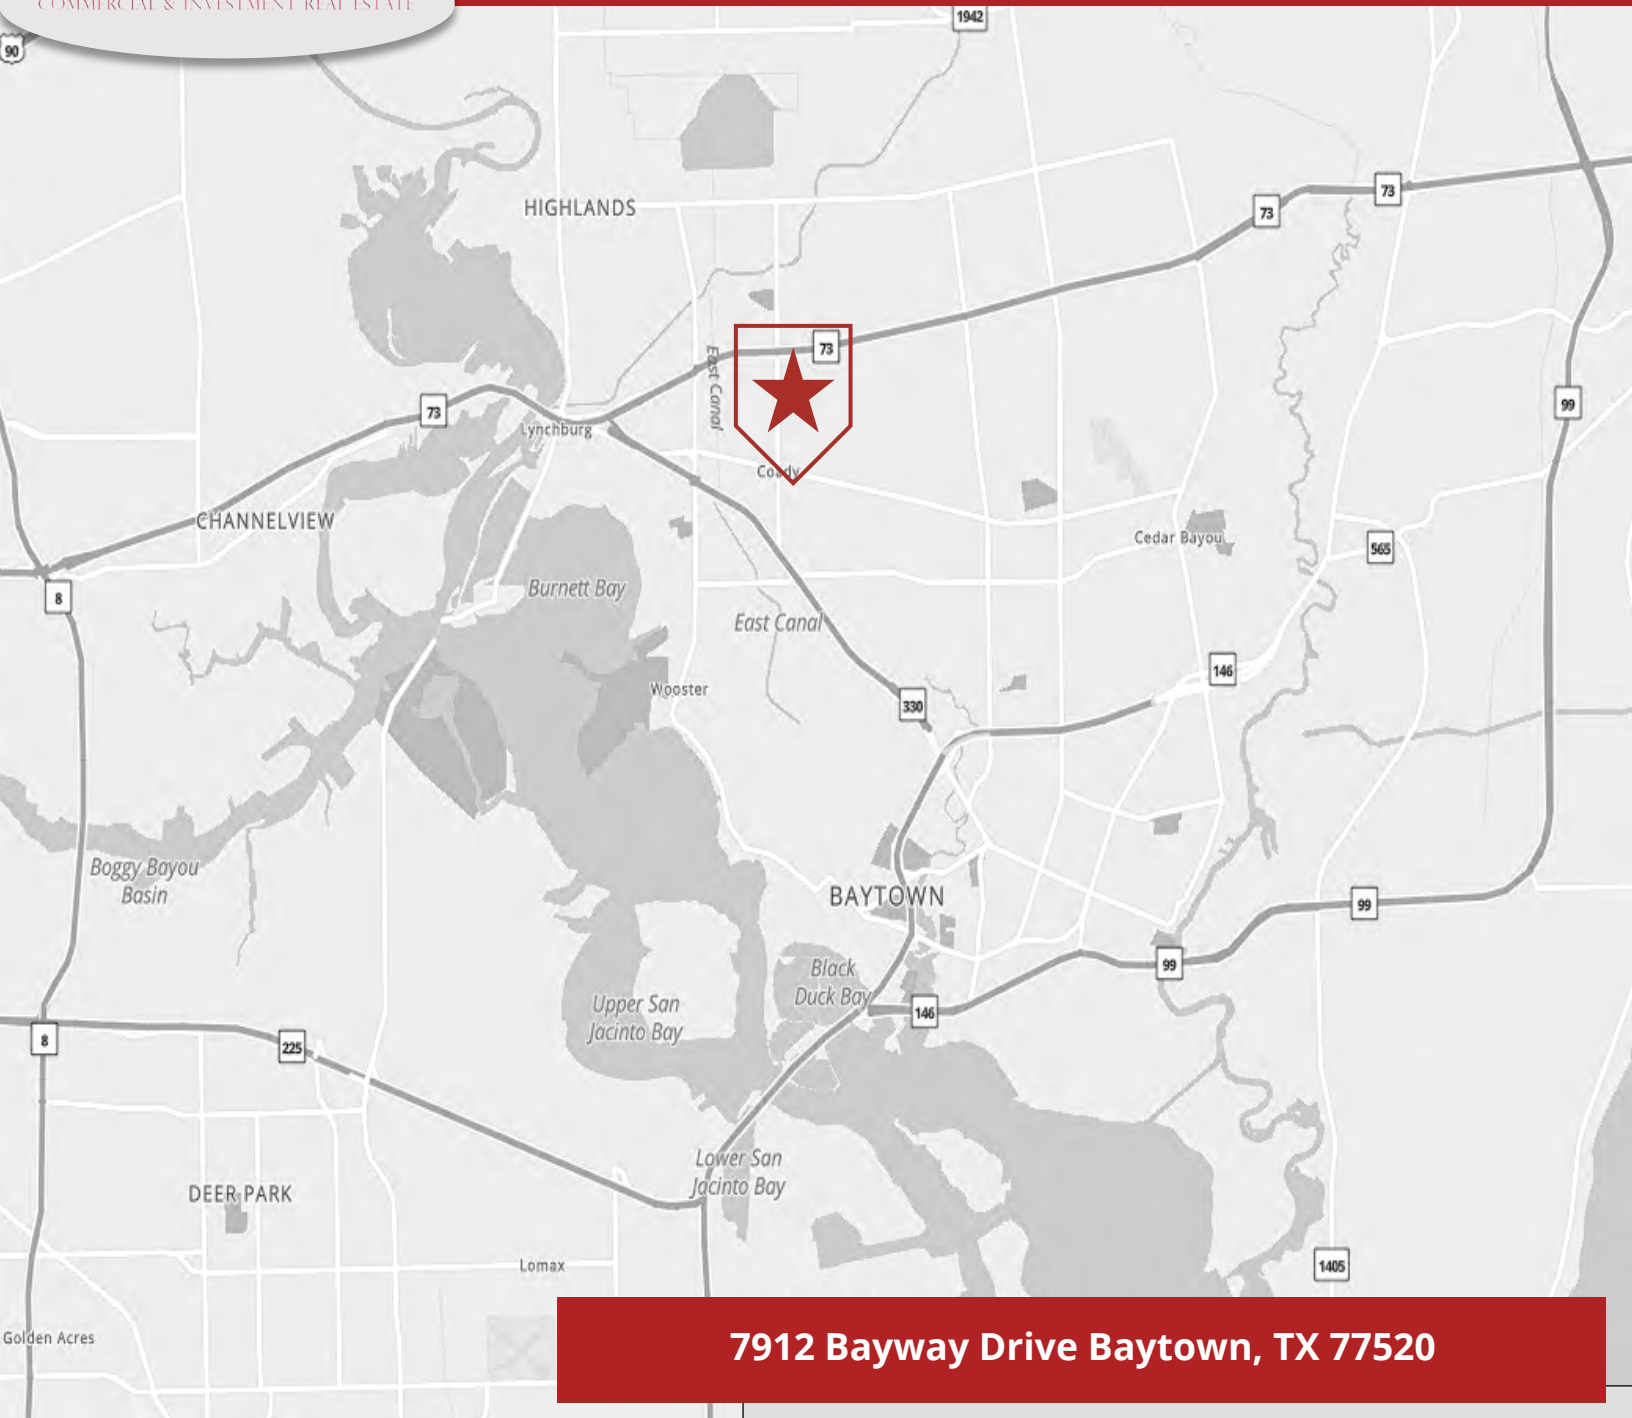 COMMERCIAL & INVESTMENT REAL ESTATE
1942
90
HIGHLANDS
73
73
73
East Canal
73
99
Lynchburg
Coady
CHANNELVIEW
Cedar Bayou
565
Burnett Bay
8
East Canal
146
Wooster
330
Boggy Bayou
Basin
BAYTOWN
99
Black
Duck Bay
99
Upper San
Jacinto Bay
146
8
225
Lower San
Jacinto Bay
DEER PARK
Lomax
1405
Golden Acres
7912 Bayway Drive Baytown, TX 77520